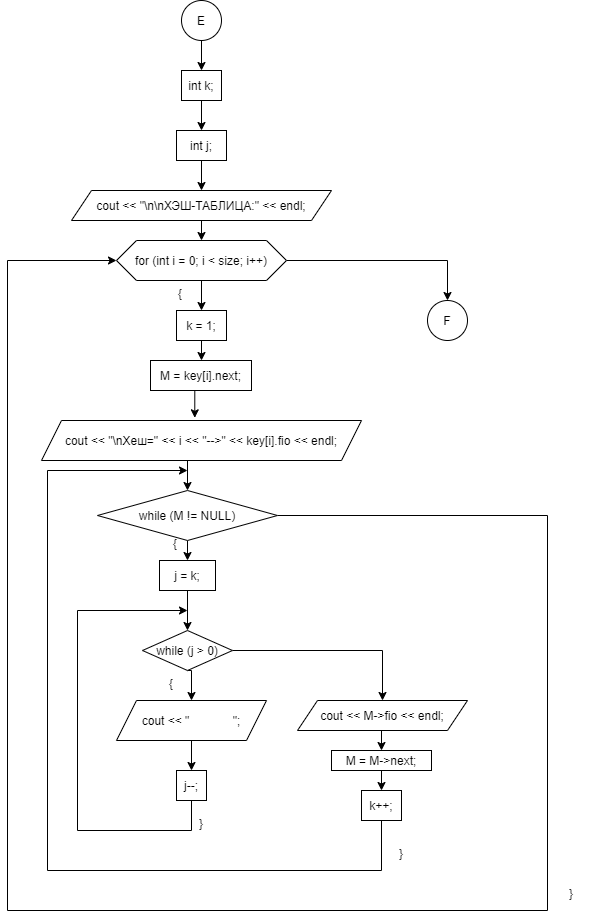 E
int k;
int j;
cout << "\n\nХЭШ-ТАБЛИЦА:" << endl;
for (int i = 0; i < size; i++)
{
F
k = 1;
M = key[i].next;
cout << "\nХеш=" << i << "-->" << key[i].fio << endl;
while (M != NULL)
{
j = k;
while (j > 0)
{
cout << "             ";
cout << M->fio << endl;
M = M->next;
j--;
k++;
}
}
}